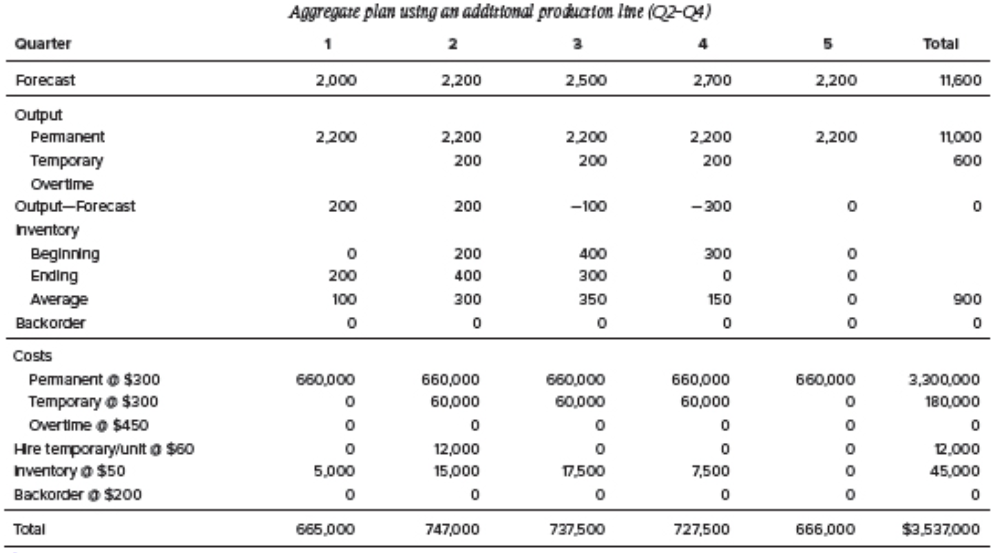 Aggregate plan using an additional production line (Q2–Q4)
Quarter 1 2 3 4 5 Total
Forecast 2,000 2,200 2,500 2,700 2,200 11,600
Output
Permanent 2,200 2,200 2,200 2,200 2,200 11,000
Temporary 200 200 200 600
Overtime
Output—Forecast 200 200 –100 –300 0 0
Inventory
Beginning 0 200 400 300 0
Ending 200 400 300 0 0
Average 100 300 350 150 0 900
Backorder 0 0 0 0 0 0
Costs
Permanent @ $300 660,000 660,000 660,000 660,000 660,000 3,300,000
Temporary @ $300 0 60,000 60,000 60,000 0 180,000
Overtime @ $450 0 0 0 0 0 0
Hire temporary/unit @ $60 0 12,000 0 0 0 12,000
Inventory @ $50 5,000 15,000 17,500 7,500 0 45,000
Backorder @ $200 0 0 0 0 0 0
Total 665,000 747,000 737,500 727,500 666,000 $3,537,000